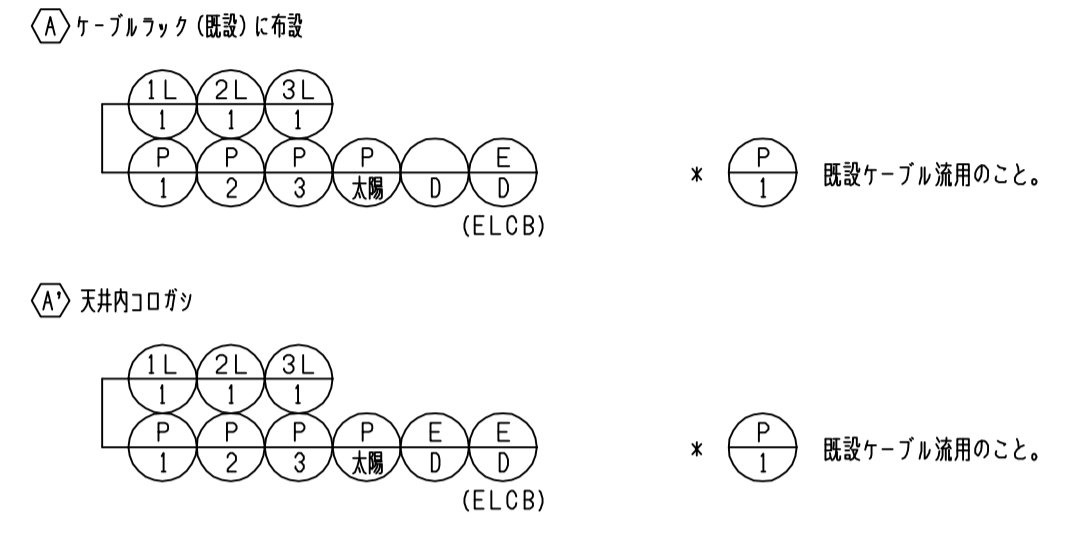 A ケーブルラック(既設)に布設
1L 2L 3L
1 1 1
P P P P E
1 2 3 太陽 D D
(ELCB)
* P 1 既設ケーブル流用のこと。
A' 天井内コロガシ
1L 2L 3L
1 1 1
P P P P E E
1 2 3 太陽 D D
(ELCB)
* P 1 既設ケーブル流用のこと。